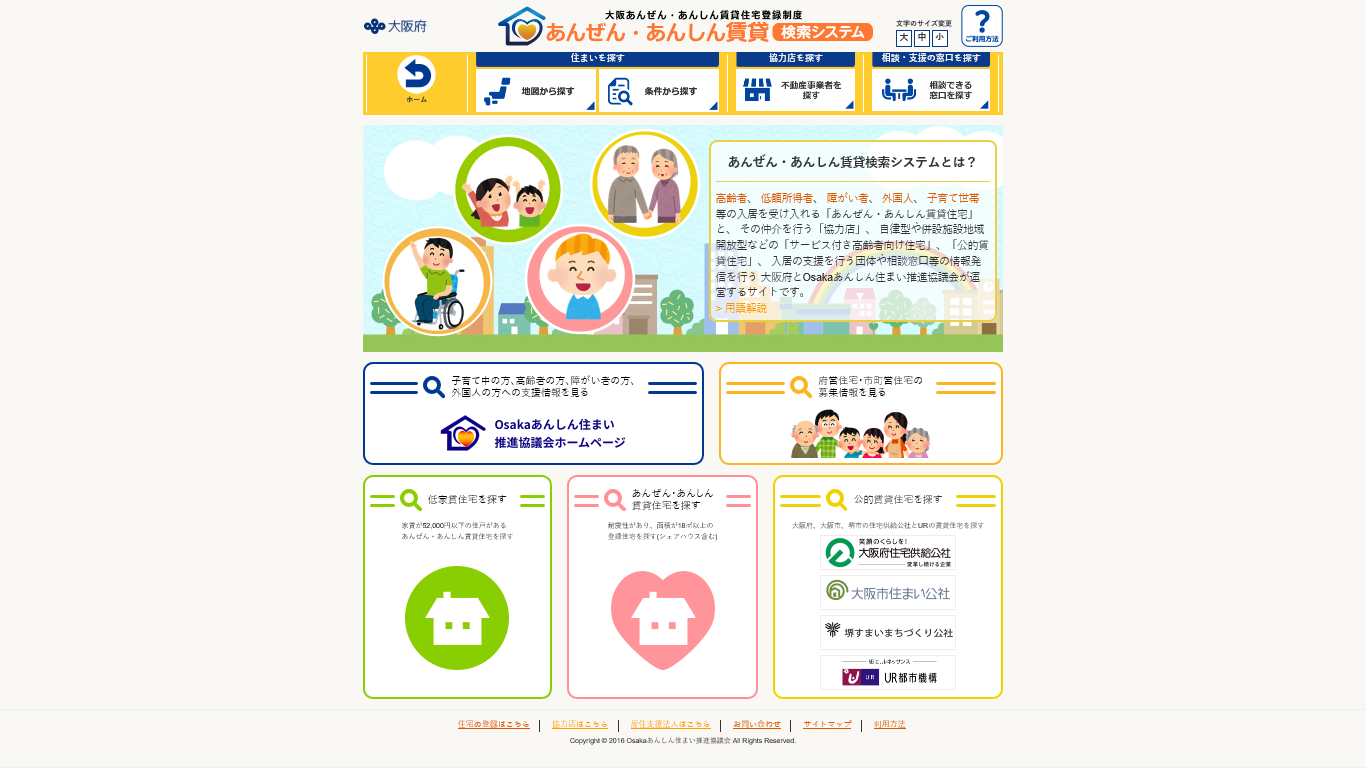 大阪府
大阪あんぜん・あんしん賃貸住宅登録制度
あんぜん・あんしん賃貸 検索システム
文字のサイズ変更
大 中 小
?
ご利用方法
ホーム
住まいを探す
地図から探す
条件から探す
協力店を探す
不動産事業者を
探す
相談・支援の窓口を探す
相談できる
窓口を探す
あんぜん・あんしん賃貸検索システムとは？
高齢者、 低額所得者、 障がい者、 外国人、 子育て世帯
等の入居を受け入れる「あんぜん・あんしん賃貸住宅」
と、 その仲介を行う「協力店」、 自律型や併設施設地域
開放型などの「サービス付き高齢者向け住宅」、「公的賃
貸住宅」、 入居の支援を行う団体や相談窓口等の情報発
信を行う 大阪府とOsakaあんしん住まい推進協議会が運
営するサイトです。
> 用語解説
子育て中の方、高齢者の方、障がい者の方、
外国人の方への支援情報を見る
Osakaあんしん住まい
推進協議会ホームページ
府営住宅・市町営住宅の
募集情報を見る
低家賃住宅を探す
家賃が52,000円以下の住戸がある
あんぜん・あんしん賃貸住宅を探す
あんぜん・あんしん
賃貸住宅を探す
耐震性があり、面積が18㎡以上の
登録住宅を探す(シェアハウス含む)
公的賃貸住宅を探す
大阪府、大阪市、堺市の住宅供給公社とURの賃貸住宅を探す
笑顔のくらしを！
大阪府住宅供給公社
変革し続ける企業
大阪市住まい公社
堺すまいまちづくり公社
街に、ルネッサンス
UR
UR都市機構
住宅の登録はこちら
協力店はこちら
居住支援法人はこちら
お問い合わせ
サイトマップ
利用方法
Copyright © 2016 Osakaあんしん住まい推進協議会 All Rights Reserved.